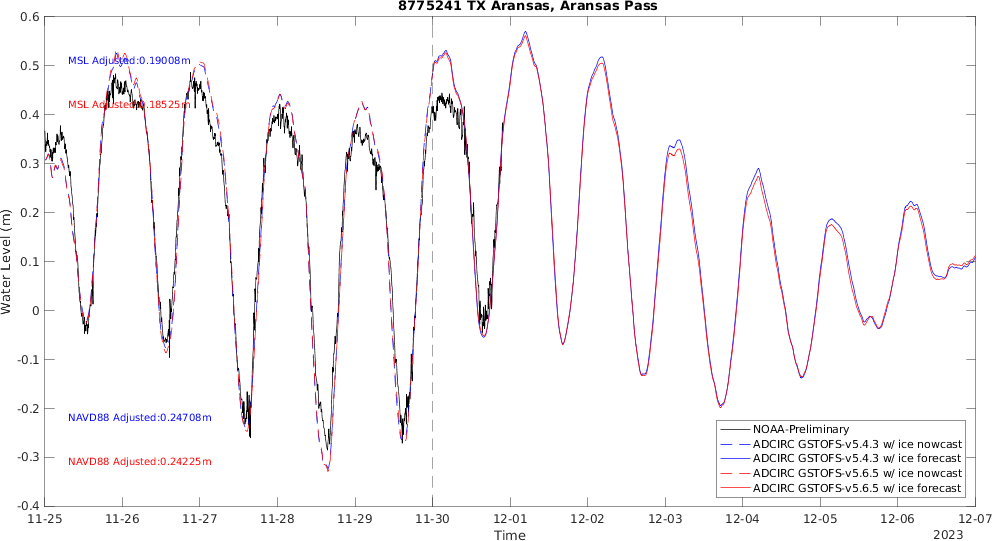 8775241 TX Aransas, Aransas Pass
0.6
0.5
0.4
0.3
0.2
0.1
0
-0.1
-0.2
-0.3
-0.4
Water Level (m)
MSL Adjusted:0.19008m
MSL Adjusted:0.18525m
NAVD88 Adjusted:0.24708m
NAVD88 Adjusted:0.24225m
NOAA-Preliminary
ADCIRC GSTOFS-v5.4.3 w/ ice nowcast
ADCIRC GSTOFS-v5.4.3 w/ ice forecast
ADCIRC GSTOFS-v5.6.5 w/ ice nowcast
ADCIRC GSTOFS-v5.6.5 w/ ice forecast
11-25 11-26 11-27 11-28 11-29 11-30 12-01 12-02 12-03 12-04 12-05 12-06 12-07
Time
2023